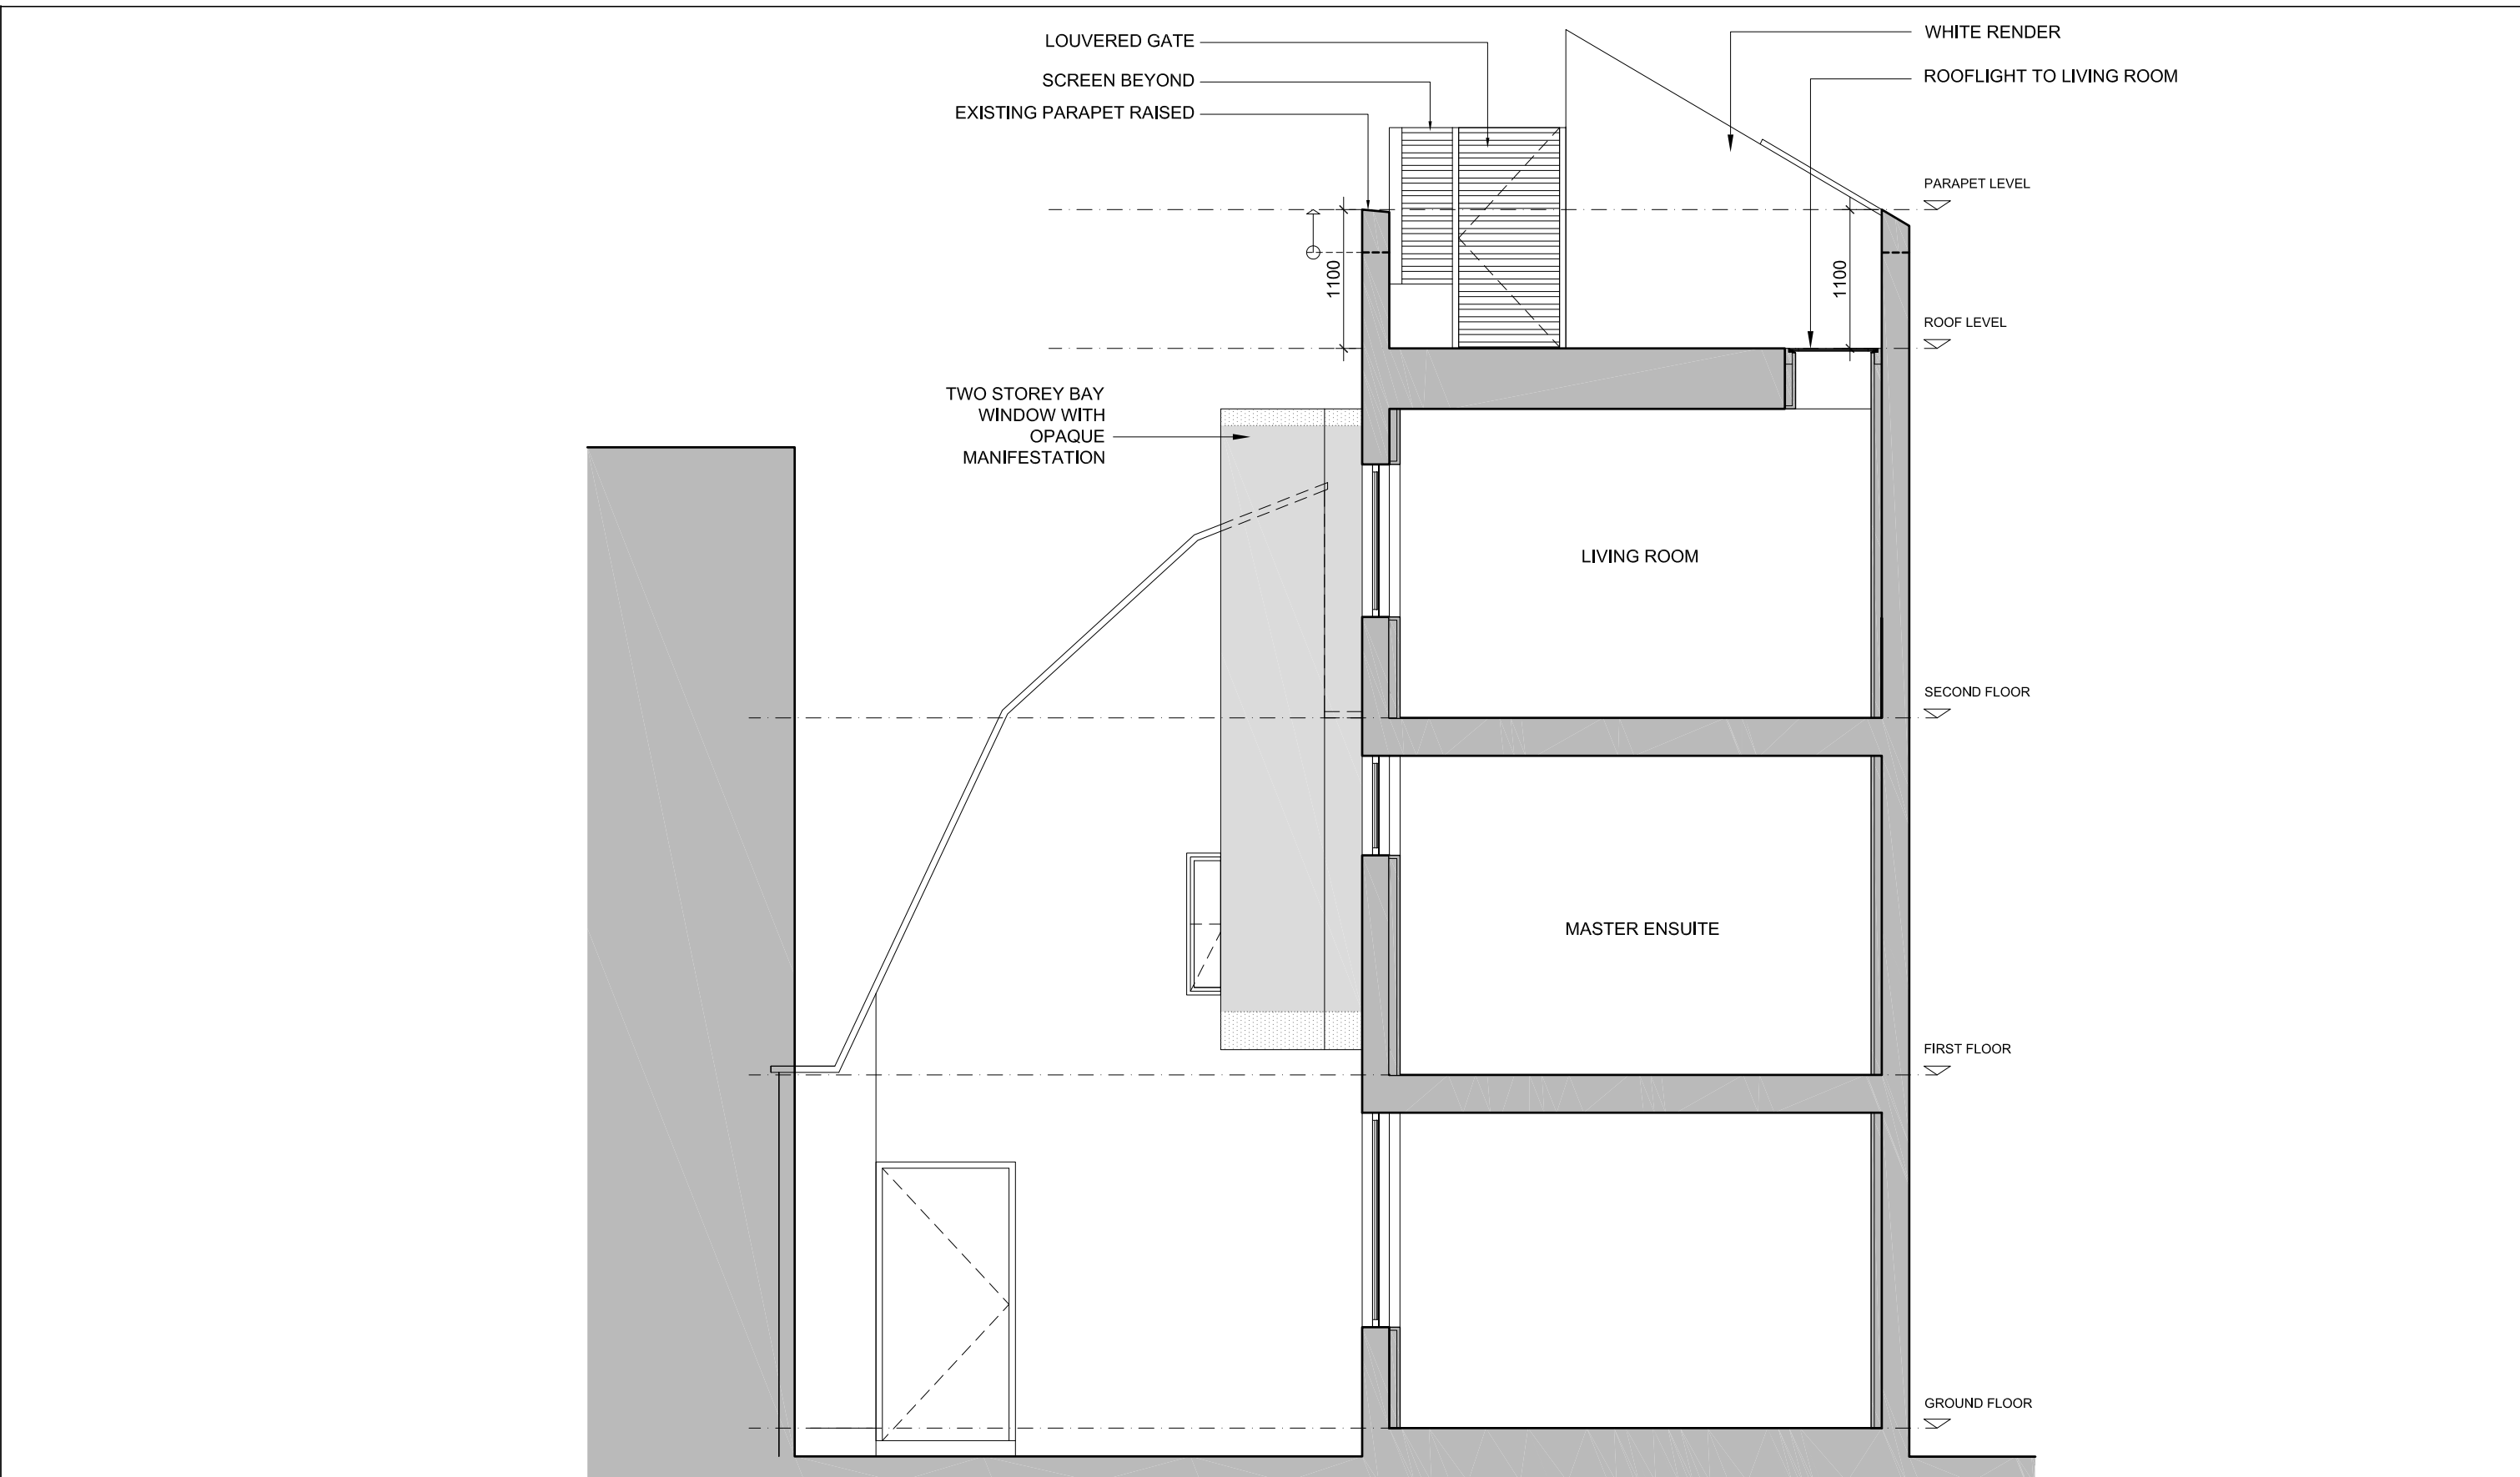 LOUVERED GATE
SCREEN BEYOND
EXISTING PARAPET RAISED
WHITE RENDER
ROOFLIGHT TO LIVING ROOM
PARAPET LEVEL
1100
1100
ROOF LEVEL
TWO STOREY BAY
WINDOW WITH
OPAQUE
MANIFESTATION
LIVING ROOM
SECOND FLOOR
MASTER ENSUITE
FIRST FLOOR
GROUND FLOOR